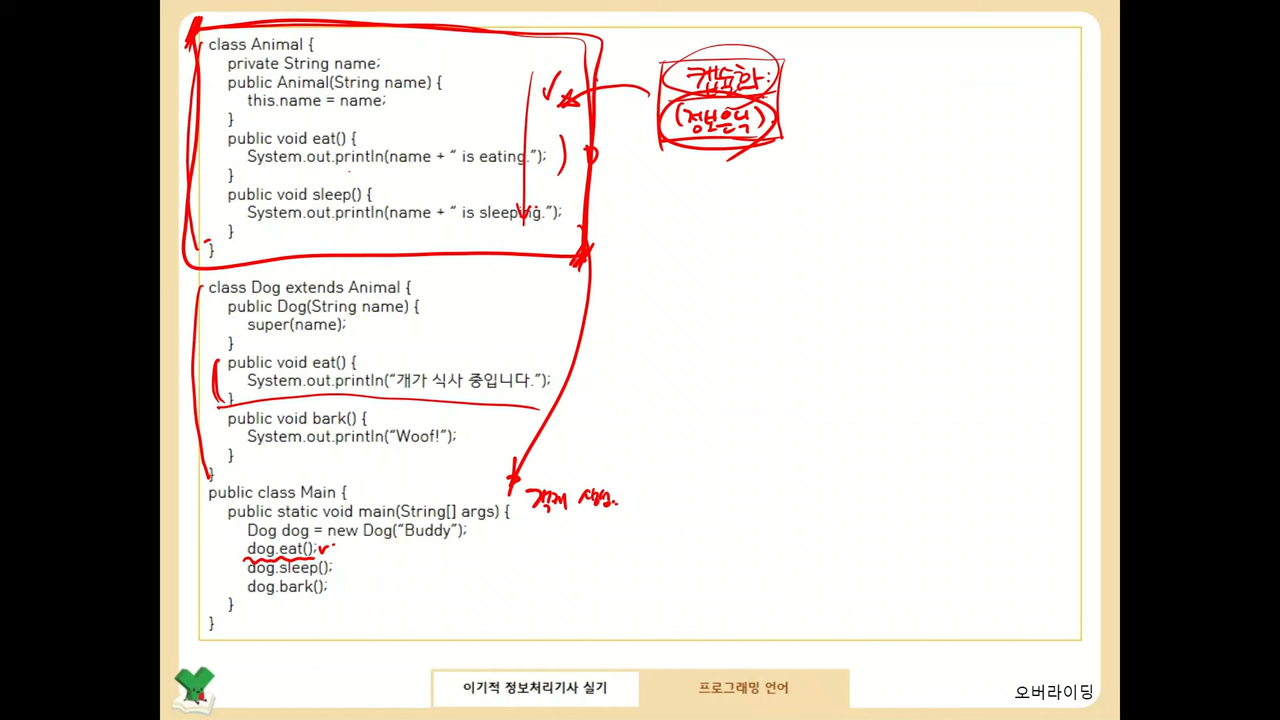 class Animal {
private String name;
public Animal(String name) {
this.name = name;
}
public void eat() {
System.out.println(name + “ is eating.”);
}
public void sleep() {
System.out.println(name + “ is sleeping.”);
}
}
캡슐화
(정보은닉)
class Dog extends Animal {
public Dog(String name) {
super(name);
}
public void eat() {
System.out.println(“개가 식사 중입니다.”);
}
public void bark() {
System.out.println(“Woof!”);
}
}
public class Main {
객체 생성..
public static void main(String[] args) {
Dog dog = new Dog(“Buddy”);
dog.eat();
dog.sleep();
dog.bark();
}
}
이기적 정보처리기사 실기
프로그래밍 언어
오버라이딩